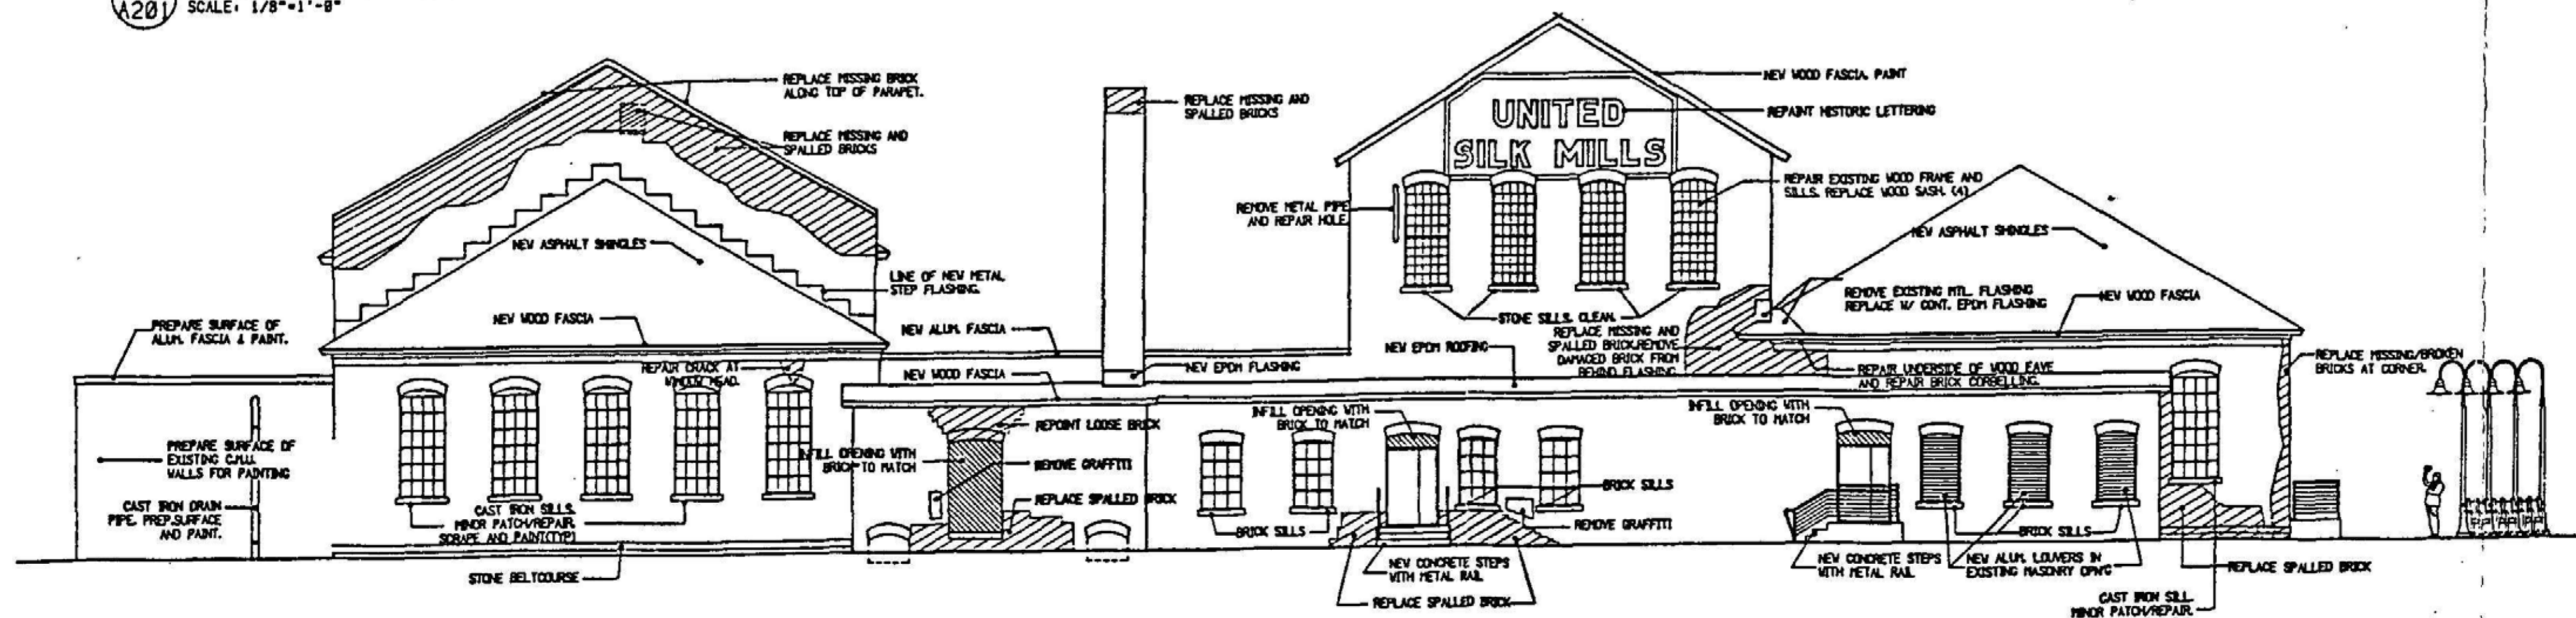 A201
SCALE: 1/8"=1'-0"
REPLACE MISSING BRICK
ALONG TOP OF PARAPET.
REPLACE MISSING AND
SPALLED BRICKS
NEW ASPHALT SHINGLES
LINE OF NEW METAL
STEP FLASHING.
PREPARE SURFACE OF
ALUM. FASCIA & PAINT.
NEW WOOD FASCIA
REPAIR CRACK AT
WINDOW HEAD.
PREPARE SURFACE OF
EXISTING C.M.U.
WALLS FOR PAINTING
CAST IRON DRAIN
PIPE. PREP.SURFACE
AND PAINT.
CAST IRON SILLS.
MINOR PATCH/REPAIR.
SCRAPE AND PAINT(TYP)
STONE BELTCOURSE
REPLACE MISSING AND
SPALLED BRICKS
NEW ALUM. FASCIA
NEW WOOD FASCIA
NEW EPDM FLASHING
REPOINT LOOSE BRICK
INFILL OPENING WITH
BRICK TO MATCH
REMOVE GRAFFITI
REPLACE SPALLED BRICK
NEW WOOD FASCIA. PAINT
UNITED
SILK MILLS
REPAINT HISTORIC LETTERING
REPAIR EXISTING WOOD FRAME AND
SILLS. REPLACE WOOD SASH. (4)
REMOVE METAL PIPE
AND REPAIR HOLE.
STONE SILLS. CLEAN.
REPLACE MISSING AND
SPALLED BRICK.REMOVE
DAMAGED BRICK FROM
BEHIND FLASHING
NEW EPDM ROOFING
INFILL OPENING WITH
BRICK TO MATCH
BRICK SILLS
BRICK SILLS
REMOVE GRAFFITI
NEW CONCRETE STEPS
WITH METAL RAIL
REPLACE SPALLED BRICK
NEW ASPHALT SHINGLES
REMOVE EXISTING MTL. FLASHING
REPLACE W/ CONT. EPDM FLASHING
NEW WOOD FASCIA
REPAIR UNDERSIDE OF WOOD EAVE
AND REPAIR BRICK CORBELLING.
REPLACE MISSING/BROKEN
BRICKS AT CORNER.
INFILL OPENING WITH
BRICK TO MATCH
BRICK SILLS
NEW CONCRETE STEPS
WITH METAL RAIL
NEW ALUM. LOUVERS IN
EXISTING MASONRY OPN'G
REPLACE SPALLED BRICK
CAST IRON SILL
MINOR PATCH/REPAIR.